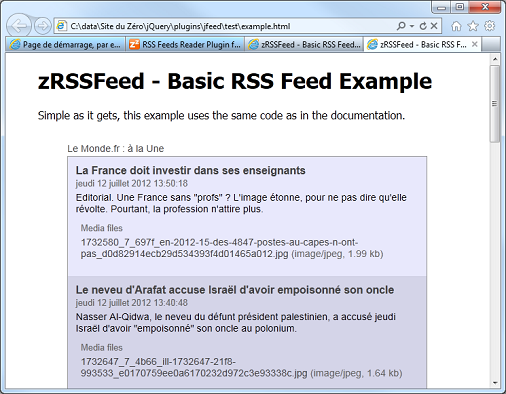 C:\data\Site du Zéro\jQuery\plugins\jfeed\test\example.html
Page de démarrage, par e... RSS Feeds Reader Plugin f... zRSSFeed - Basic RSS Feed... zRSSFeed - Basic RSS F...
zRSSFeed - Basic RSS Feed Example
Simple as it gets, this example uses the same code as in the documentation.
Le Monde.fr : à la Une
La France doit investir dans ses enseignants
jeudi 12 juillet 2012 13:50:18
Editorial. Une France sans "profs" ? L'image étonne, pour ne pas dire qu'elle
révolte. Pourtant, la profession n'attire plus.
Media files
1732580_7_697f_en-2012-15-des-4847-postes-au-capes-n-ont-
pas_d0d82914ecb29d534393f4d01465a012.jpg (image/jpeg, 1.99 kb)
Le neveu d'Arafat accuse Israël d'avoir empoisonné son oncle
jeudi 12 juillet 2012 13:40:48
Nasser Al-Qidwa, le neveu du défunt président palestinien, a accusé jeudi
Israël d'avoir "empoisonné" son oncle au polonium.
Media files
1732647_7_4b66_ill-1732647-21f8-
993533_e0170759ee0a6170232d972c3e93338c.jpg (image/jpeg, 1.64 kb)